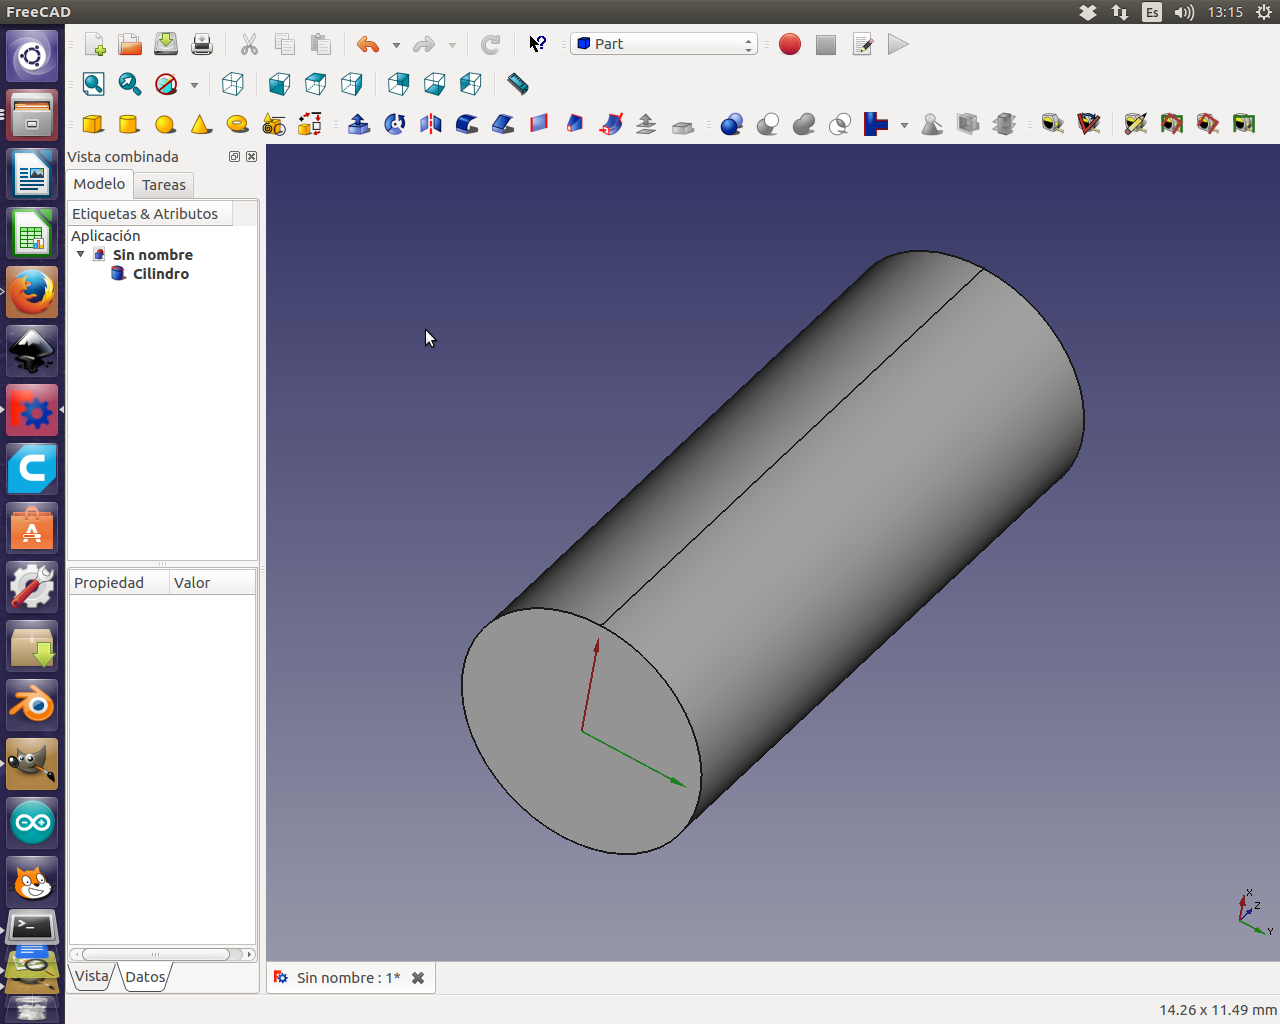 FreeCAD
Es
13:15
Part
Vista combinada
Modelo
Tareas
Etiquetas & Atributos
Aplicación
Sin nombre
Cilindro
Propiedad
Valor
Vista
Datos
Sin nombre : 1*
X
Z
Y
14.26 x 11.49 mm